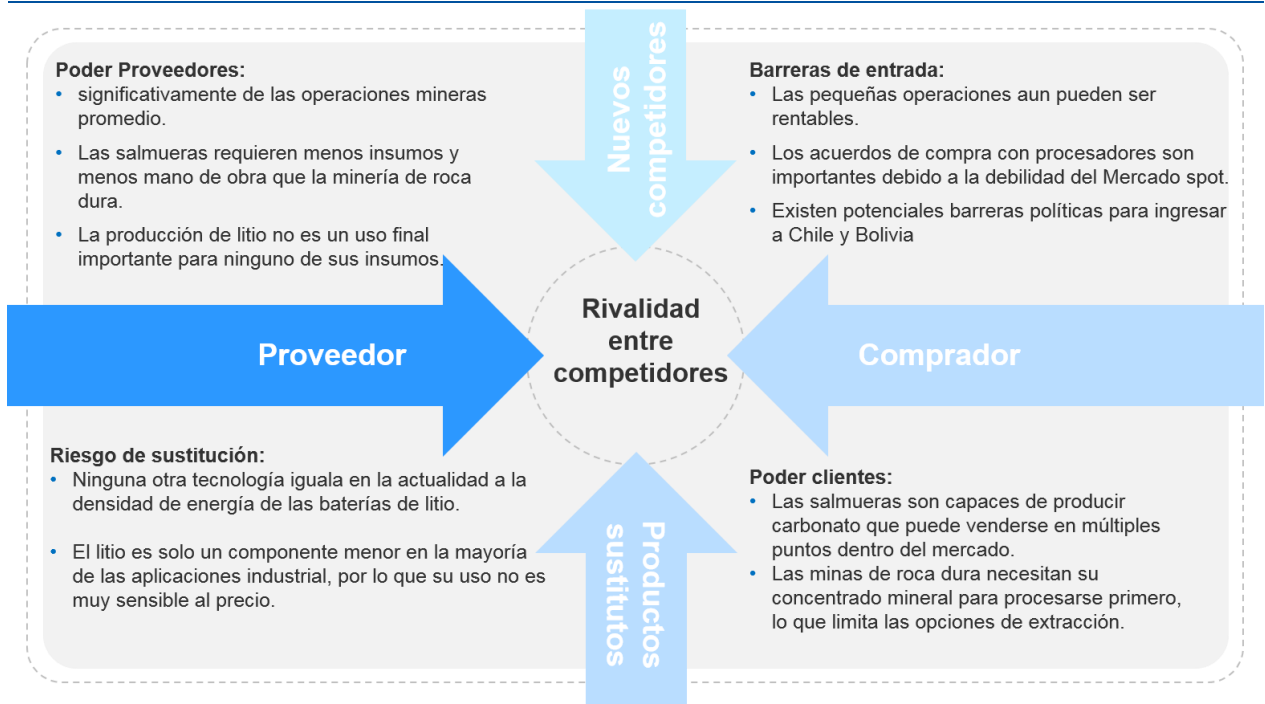 Nuevos
competidores
Poder Proveedores:
• significativamente de las operaciones mineras
promedio.
• Las salmueras requieren menos insumos y
menos mano de obra que la minería de roca
dura.
• La producción de litio no es un uso final
importante para ninguno de sus insumos.
Barreras de entrada:
• Las pequeñas operaciones aun pueden ser
rentables.
• Los acuerdos de compra con procesadores son
importantes debido a la debilidad del Mercado spot.
• Existen potenciales barreras políticas para ingresar
a Chile y Bolivia
Proveedor
Rivalidad
entre
competidores
Comprador
Riesgo de sustitución:
• Ninguna otra tecnología iguala en la actualidad a la
densidad de energía de las baterías de litio.
• El litio es solo un componente menor en la mayoría
de las aplicaciones industrial, por lo que su uso no es
muy sensible al precio.
Productos
sustitutos
Poder clientes:
• Las salmueras son capaces de producir
carbonato que puede venderse en múltiples
puntos dentro del mercado.
• Las minas de roca dura necesitan su
concentrado mineral para procesarse primero,
lo que limita las opciones de extracción.